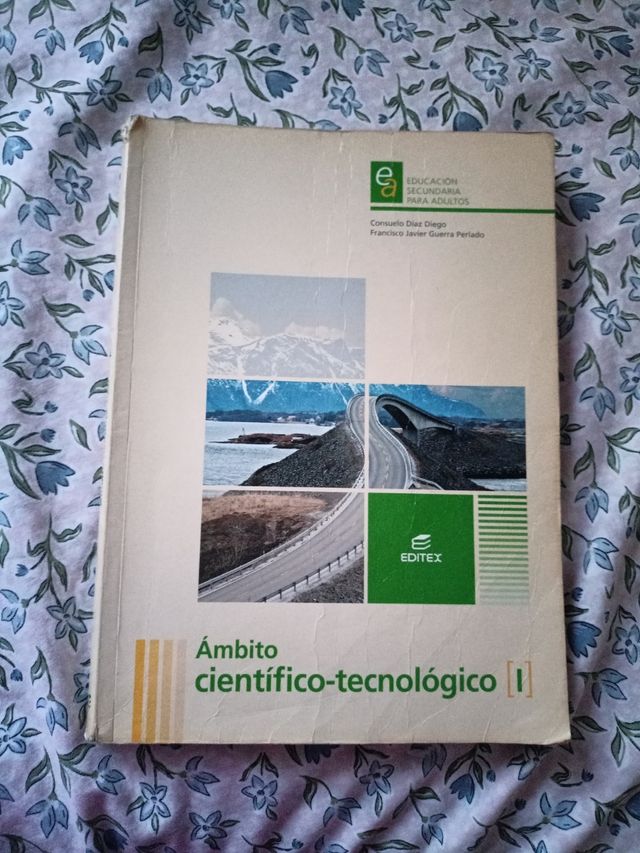 ea
EDUCACIÓN
SECUNDARIA
PARA ADULTOS
Consuelo Díaz Diego
Francisco Javier Guerra Perlado
EDITEX
Ámbito
científico-tecnológico [I]